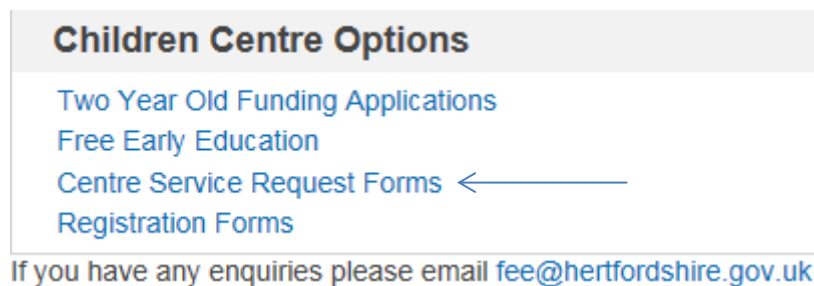 Children Centre Options
Two Year Old Funding Applications
Free Early Education
Centre Service Request Forms
Registration Forms
If you have any enquiries please email fee@hertfordshire.gov.uk